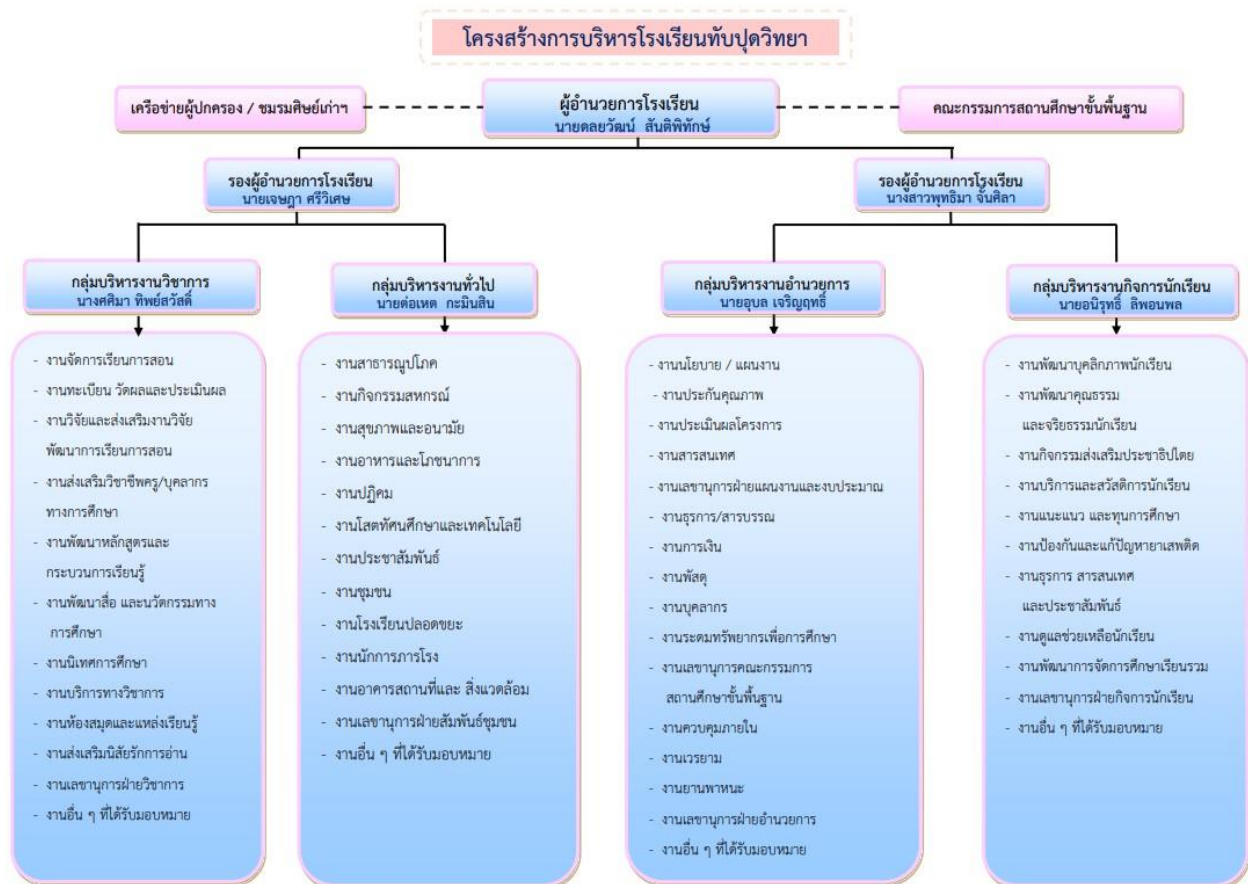 โครงสร้างการบริหารโรงเรียนทับปุดวิทยา
เครือข่ายผู้ปกครอง / ชมรมศิษย์เก่าฯ
ผู้อำนวยการโรงเรียน
นายดลยวัฒน์ สันติพิทักษ์
คณะกรรมการสถานศึกษาขั้นพื้นฐาน
รองผู้อำนวยการโรงเรียน
นายเจษฎา ศรีวิเศษ
รองผู้อำนวยการโรงเรียน
นางสาวพุทธิมา จั่นศิลา
กลุ่มบริหารงานวิชาการ
นางศศิมา ทิพย์สวัสดิ์
- งานจัดการเรียนการสอน
- งานทะเบียน วัดผลและประเมินผล
- งานวิจัยและส่งเสริมงานวิจัย
พัฒนาการเรียนการสอน
- งานส่งเสริมวิชาชีพครู/บุคลากร
ทางการศึกษา
- งานพัฒนาหลักสูตรและ
กระบวนการเรียนรู้
- งานพัฒนาสื่อ และนวัตกรรมทาง
การศึกษา
- งานนิเทศการศึกษา
- งานบริการทางวิชาการ
- งานห้องสมุดและแหล่งเรียนรู้
- งานส่งเสริมนิสัยรักการอ่าน
- งานเลขานุการฝ่ายวิชาการ
- งานอื่น ๆ ที่ได้รับมอบหมาย
กลุ่มบริหารงานทั่วไป
นายต่อเหต กะมินสิน
- งานสาธารณูปโภค
- งานกิจกรรมสหกรณ์
- งานสุขภาพและอนามัย
- งานอาหารและโภชนาการ
- งานปฏิคม
- งานโสตทัศนศึกษาและเทคโนโลยี
- งานประชาสัมพันธ์
- งานชุมชน
- งานโรงเรียนปลอดขยะ
- งานนักการภารโรง
- งานอาคารสถานที่และ สิ่งแวดล้อม
- งานเลขานุการฝ่ายสัมพันธ์ชุมชน
- งานอื่น ๆ ที่ได้รับมอบหมาย
กลุ่มบริหารงานอำนวยการ
นายอุบล เจริญฤทธิ์
- งานนโยบาย / แผนงาน
- งานประกันคุณภาพ
- งานประเมินผลโครงการ
- งานสารสนเทศ
- งานเลขานุการฝ่ายแผนงานและงบประมาณ
- งานธุรการ/สารบรรณ
- งานการเงิน
- งานพัสดุ
- งานบุคลากร
- งานระดมทรัพยากรเพื่อการศึกษา
- งานเลขานุการคณะกรรมการ
สถานศึกษาขั้นพื้นฐาน
- งานควบคุมภายใน
- งานเวรยาม
- งานยานพาหนะ
- งานเลขานุการฝ่ายอำนวยการ
- งานอื่น ๆ ที่ได้รับมอบหมาย
กลุ่มบริหารงานกิจการนักเรียน
นายอนิรุทธิ์ ลิพอนพล
- งานพัฒนาบุคลิกภาพนักเรียน
- งานพัฒนาคุณธรรม
และจริยธรรมนักเรียน
- งานกิจกรรมส่งเสริมประชาธิปไตย
- งานบริการและสวัสดิการนักเรียน
- งานแนะแนว และทุนการศึกษา
- งานป้องกันและแก้ปัญหายาเสพติด
- งานธุรการ สารสนเทศ
และประชาสัมพันธ์
- งานดูแลช่วยเหลือนักเรียน
- งานพัฒนาการจัดการศึกษาเรียนรวม
- งานเลขานุการฝ่ายกิจการนักเรียน
- งานอื่น ๆ ที่ได้รับมอบหมาย